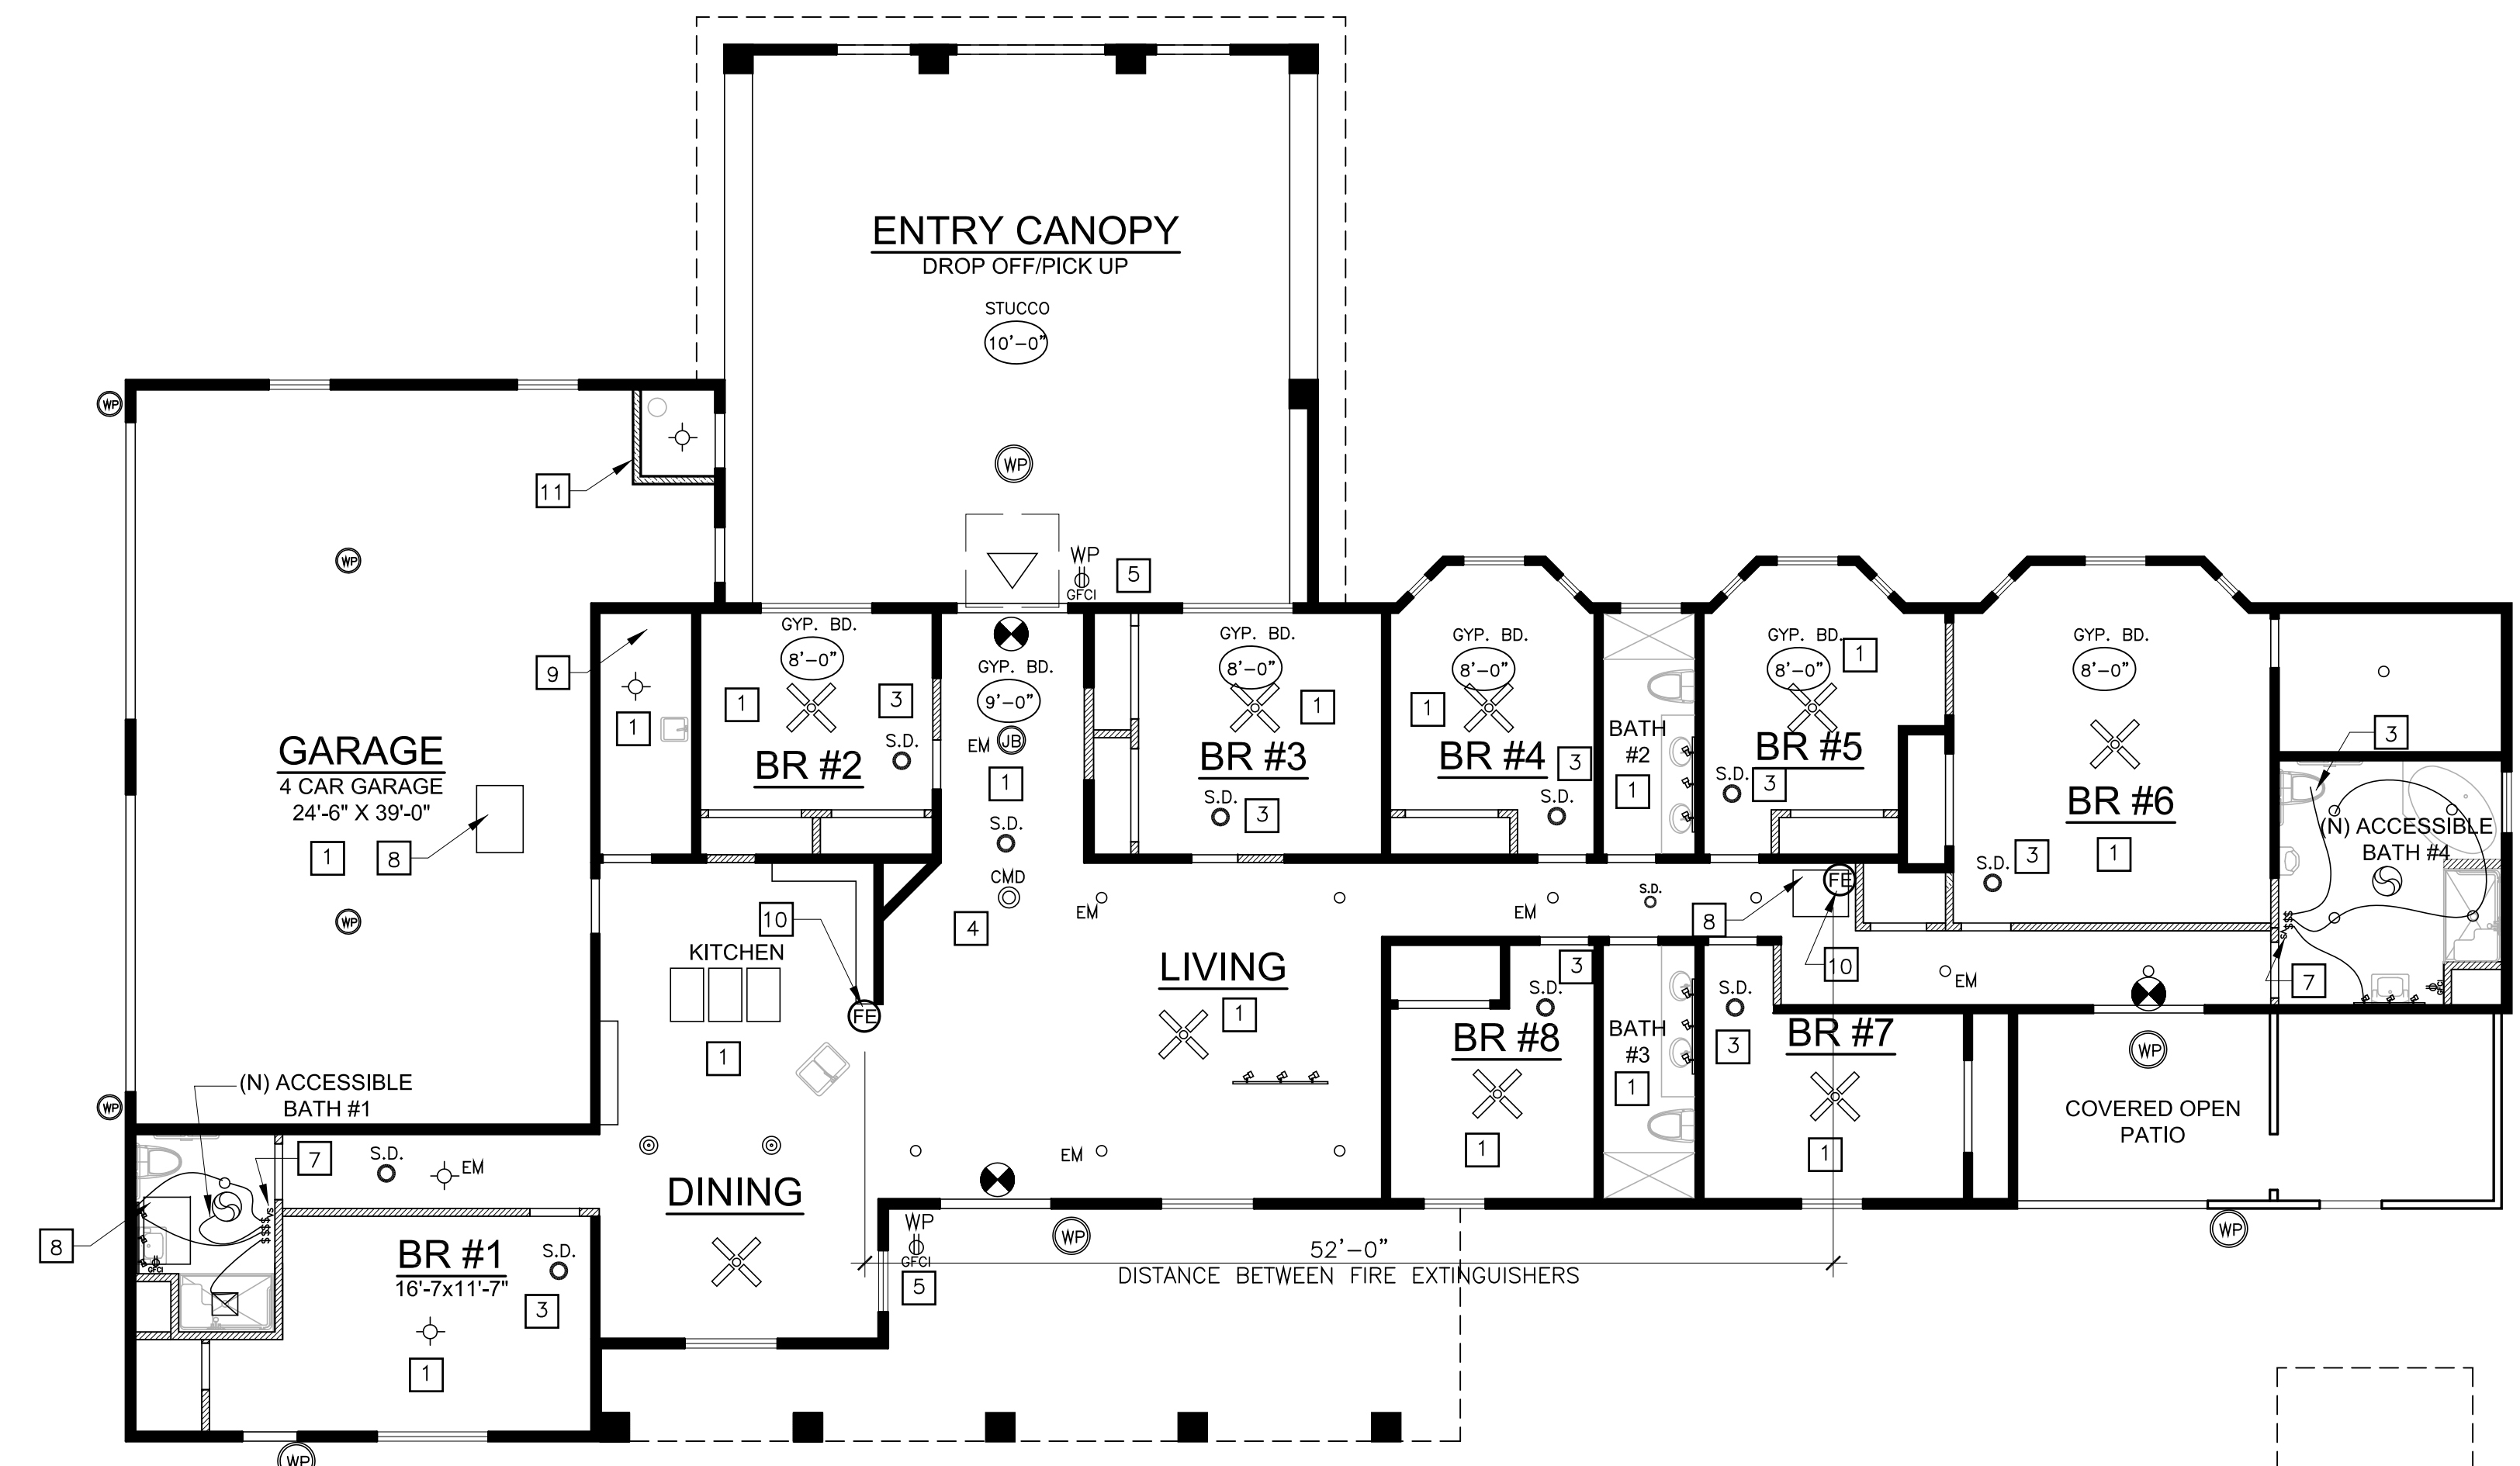 ENTRY CANOPY
DROP OFF/PICK UP
STUCCO
10'-0"
WP
WP
11
WP
WP
GFCI
5
9
1
GYP. BD.
8'-0"
1
3
S.D.
BR #2
GYP. BD.
9'-0"
EM
JB
1
S.D.
CMD
GYP. BD.
8'-0"
1
BR #3
S.D.
3
GYP. BD.
8'-0"
1
BR #4
3
S.D.
BATH
#2
1
GYP. BD.
8'-0"
1
BR #5
S.D.
3
GYP. BD.
8'-0"
BR #6
S.D.
3
1
3
(N) ACCESSIBLE
BATH #4
$$
VS
GFCI
7
GARAGE
4 CAR GARAGE
24'-6" X 39'-0"
1
8
WP
KITCHEN
10
FE
1
4
EM
LIVING
1
EM
S.D.
8
FE
10
EM
3
S.D.
BR #8
1
BATH
#3
1
S.D.
3
BR #7
1
WP
COVERED OPEN
PATIO
WP
(N) ACCESSIBLE
BATH #1
WP
7
S.D.
EM
8
VS
$$$$
GFCI
BR #1
16'-7x11'-7"
S.D.
3
1
WP
DINING
EM
WP
GFCI
5
WP
52'-0"
DISTANCE BETWEEN FIRE EXTINGUISHERS